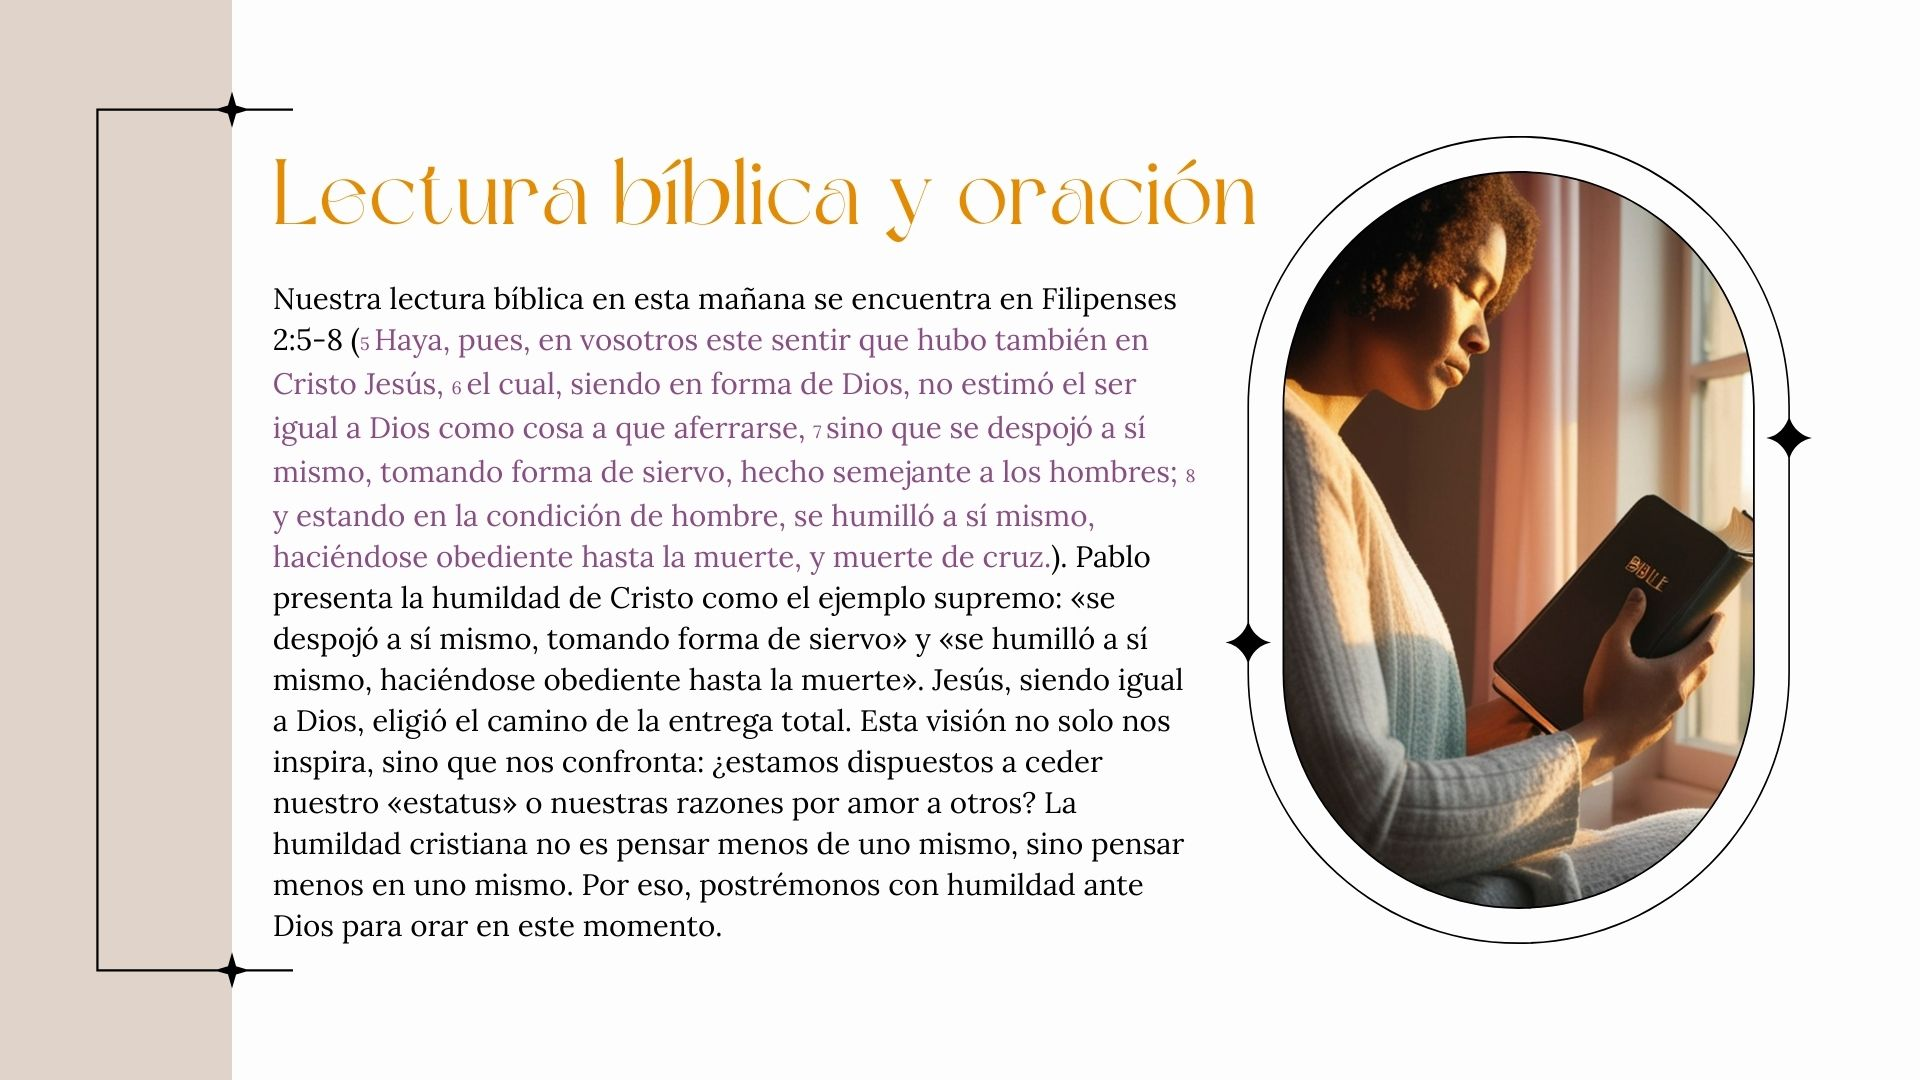 Lectura bíblica y oración
Nuestra lectura bíblica en esta mañana se encuentra en Filipenses
2:5-8 (5 Haya, pues, en vosotros este sentir que hubo también en
Cristo Jesús, 6 el cual, siendo en forma de Dios, no estimó el ser
igual a Dios como cosa a que aferrarse, 7 sino que se despojó a sí
mismo, tomando forma de siervo, hecho semejante a los hombres; 8
y estando en la condición de hombre, se humilló a sí mismo,
haciéndose obediente hasta la muerte, y muerte de cruz.). Pablo
presenta la humildad de Cristo como el ejemplo supremo: «se
despojó a sí mismo, tomando forma de siervo» y «se humilló a sí
mismo, haciéndose obediente hasta la muerte». Jesús, siendo igual
a Dios, eligió el camino de la entrega total. Esta visión no solo nos
inspira, sino que nos confronta: ¿estamos dispuestos a ceder
nuestro «estatus» o nuestras razones por amor a otros? La
humildad cristiana no es pensar menos de uno mismo, sino pensar
menos en uno mismo. Por eso, postrémonos con humildad ante
Dios para orar en este momento.
BIBLE